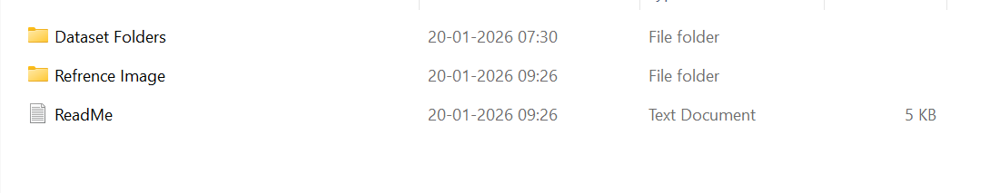 Dataset Folders 20-01-2026 07:30 File folder
Refrence Image 20-01-2026 09:26 File folder
ReadMe 20-01-2026 09:26 Text Document 5 KB